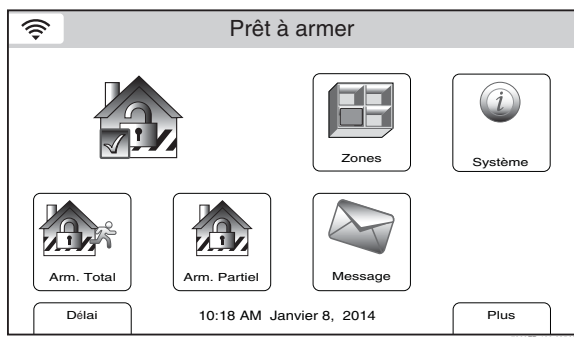 Prêt à armer
Zones
Système
Arm. Total
Arm. Partiel
Message
Délai
10:18 AM Janvier 8, 2014
Plus